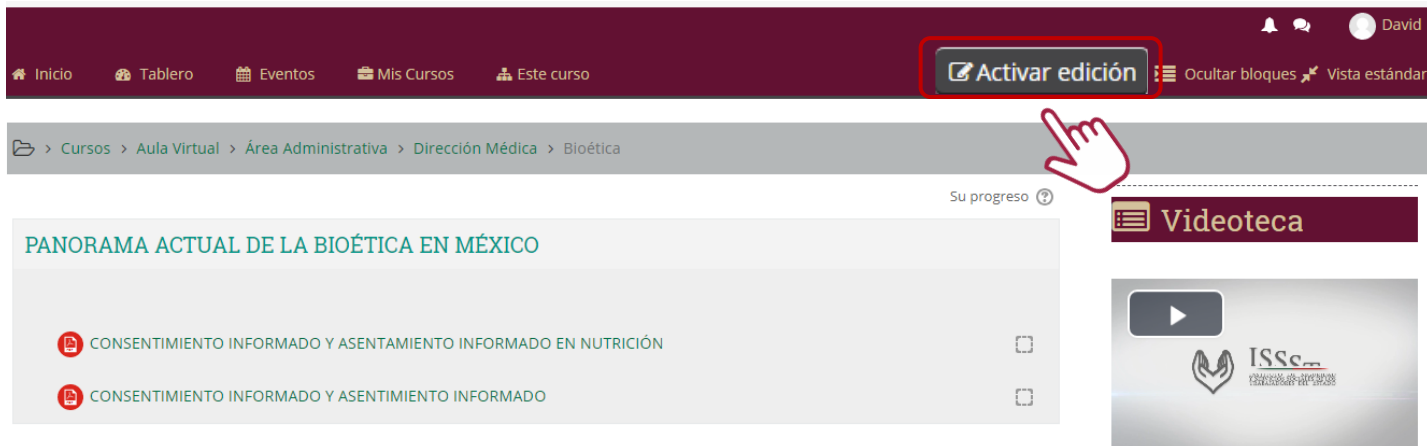 David
Inicio Tablero Eventos Mis Cursos Este curso Activar edición Ocultar bloques Vista estándar
> Cursos > Aula Virtual > Área Administrativa > Dirección Médica > Bioética
Su progreso
Videoteca
PANORAMA ACTUAL DE LA BIOÉTICA EN MÉXICO
CONSENTIMIENTO INFORMADO Y ASENTAMIENTO INFORMADO EN NUTRICIÓN
CONSENTIMIENTO INFORMADO Y ASENTIMIENTO INFORMADO